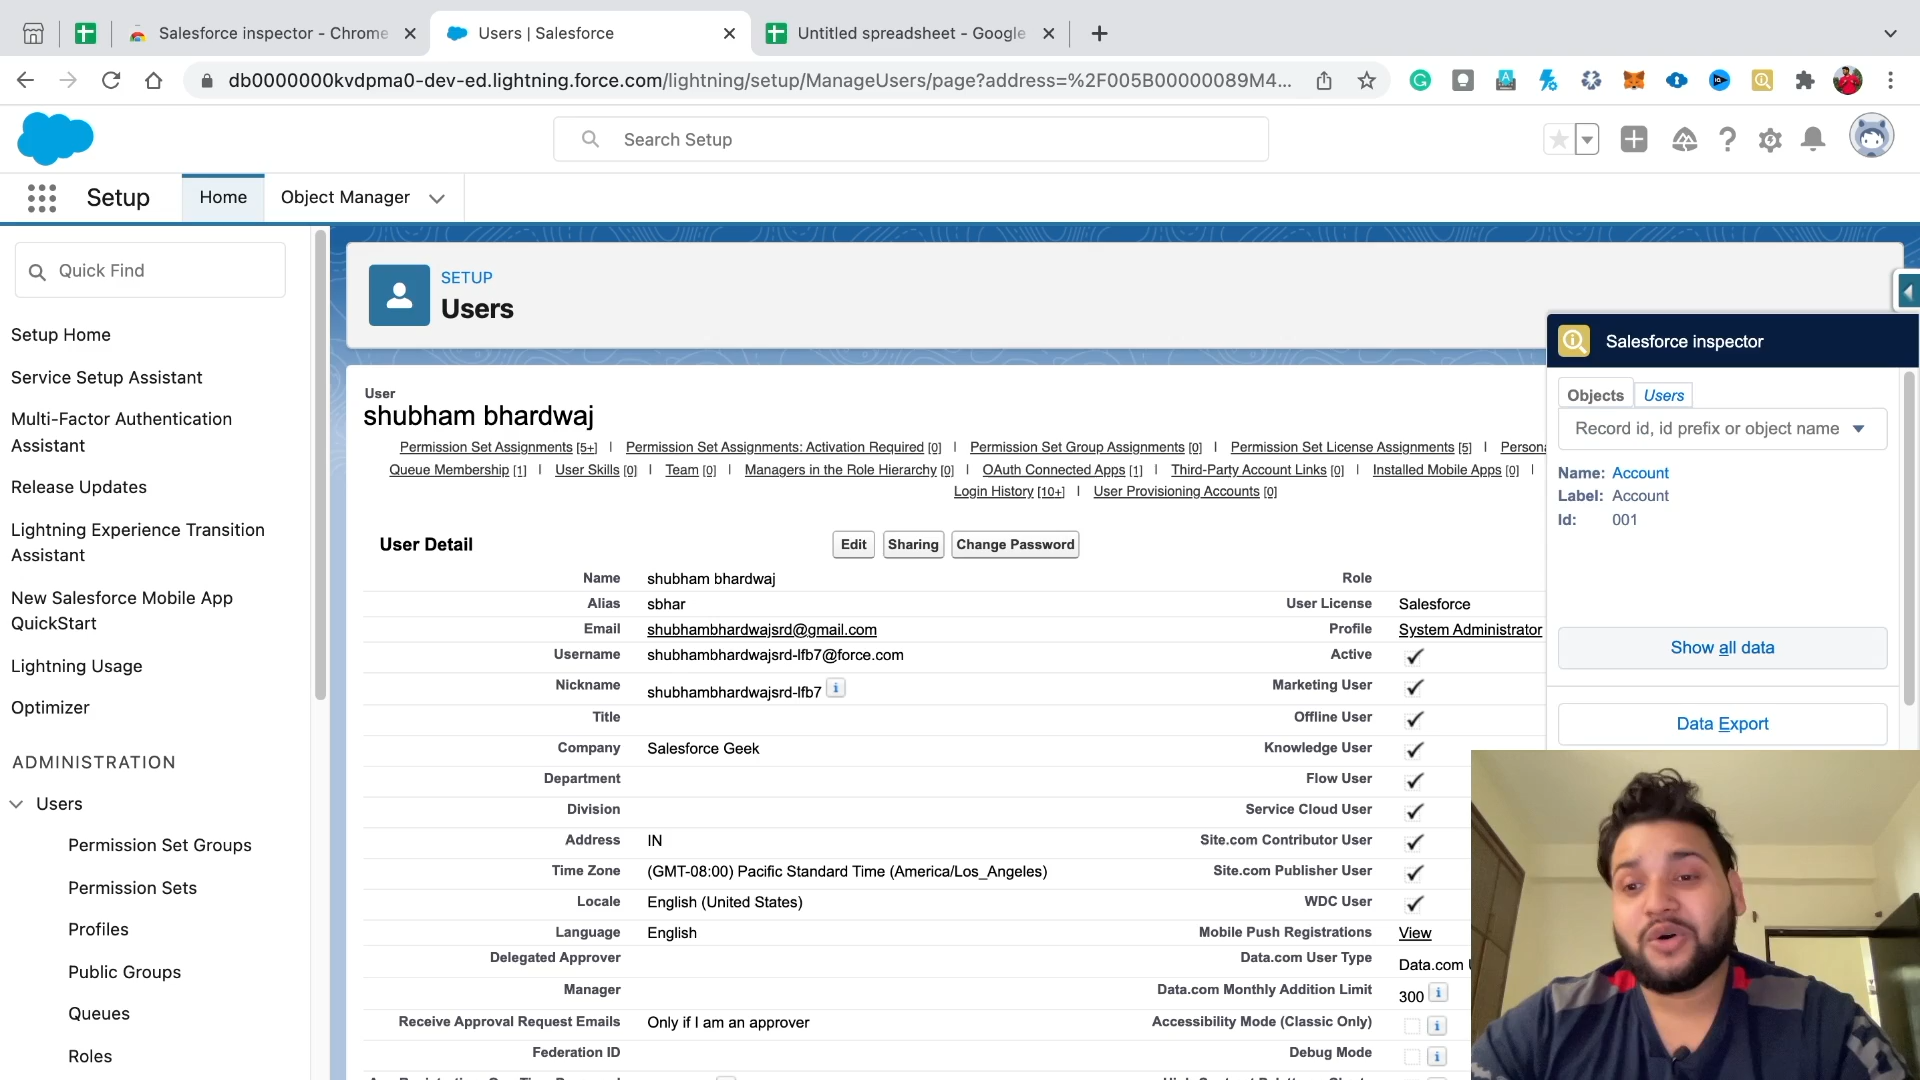 Salesforce inspector - Chrome
Users | Salesforce
Untitled spreadsheet - Google
db0000000kvdpma0-dev-ed.lightning.force.com/lightning/setup/ManageUsers/page?address=%2F005B00000089M4...
Search Setup
Setup
Home
Object Manager
Quick Find
Setup Home
Service Setup Assistant
Multi-Factor Authentication
Assistant
Release Updates
Lightning Experience Transition
Assistant
New Salesforce Mobile App
QuickStart
Lightning Usage
Optimizer
ADMINISTRATION
Users
Permission Set Groups
Permission Sets
Profiles
Public Groups
Queues
Roles
SETUP
Users
User
shubham bhardwaj
Permission Set Assignments [5+] | Permission Set Assignments: Activation Required [0] | Permission Set Group Assignments [0] | Permission Set License Assignments [5] | Persona
Queue Membership [1] | User Skills [0] | Team [0] | Managers in the Role Hierarchy [0] | OAuth Connected Apps [1] | Third-Party Account Links [0] | Installed Mobile Apps [0] |
Login History [10+] | User Provisioning Accounts [0]
User Detail
Edit Sharing Change Password
Name shubham bhardwaj Role
Alias sbhar User License Salesforce
Email shubhambhardwajsrd@gmail.com Profile System Administrator
Username shubhambhardwajsrd-lfb7@force.com Active
Nickname shubhambhardwajsrd-lfb7 Marketing User
Title Offline User
Company Salesforce Geek Knowledge User
Department Flow User
Division Service Cloud User
Address IN Site.com Contributor User
Time Zone (GMT-08:00) Pacific Standard Time (America/Los_Angeles) Site.com Publisher User
Locale English (United States) WDC User
Language English Mobile Push Registrations View
Delegated Approver Data.com User Type Data.com
Manager Data.com Monthly Addition Limit 300
Receive Approval Request Emails Only if I am an approver Accessibility Mode (Classic Only)
Federation ID Debug Mode
Salesforce inspector
Objects Users
Record id, id prefix or object name
Name: Account
Label: Account
Id: 001
Show all data
Data Export